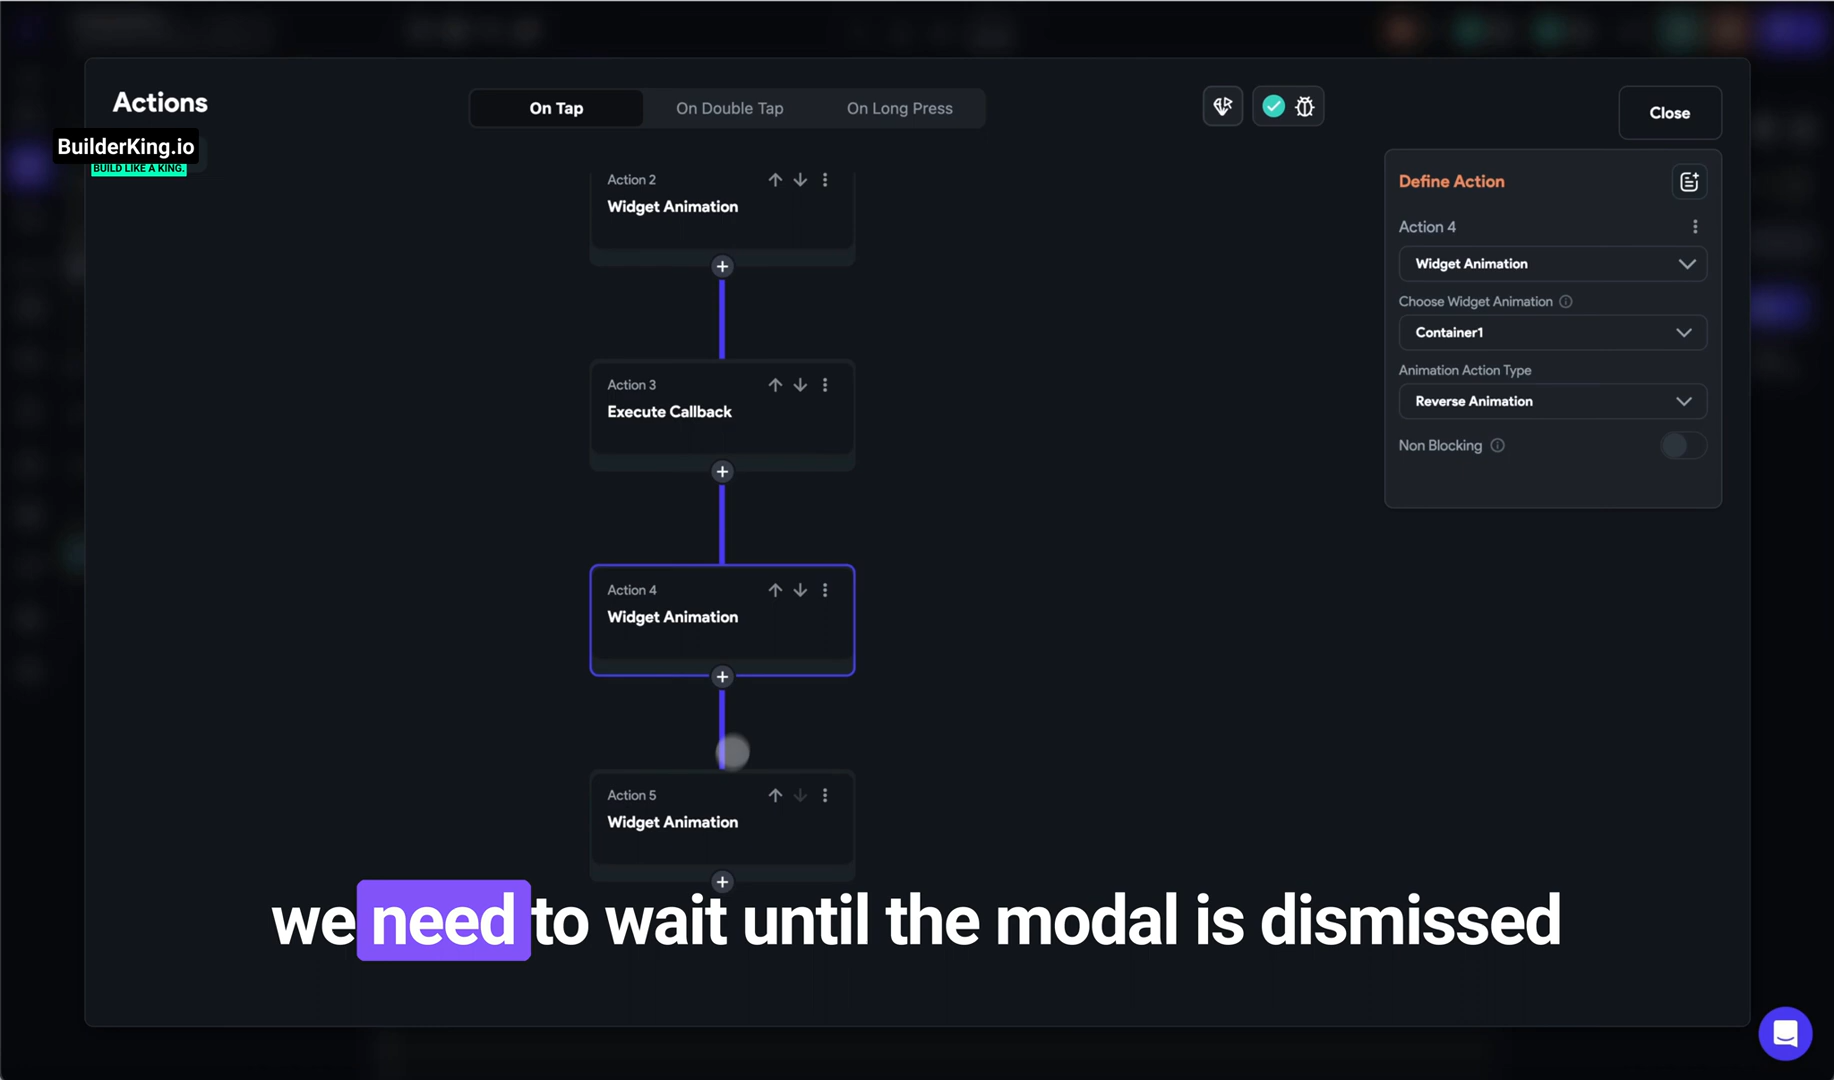 Actions
On Tap
On Double Tap
On Long Press
Close
BuilderKing.io
BUILD LIKE A KING.
Action 2
Widget Animation
Action 3
Execute Callback
Action 4
Widget Animation
Action 5
Widget Animation
Define Action
Action 4
Widget Animation
Choose Widget Animation
Container1
Animation Action Type
Reverse Animation
Non Blocking
we need to wait until the modal is dismissed